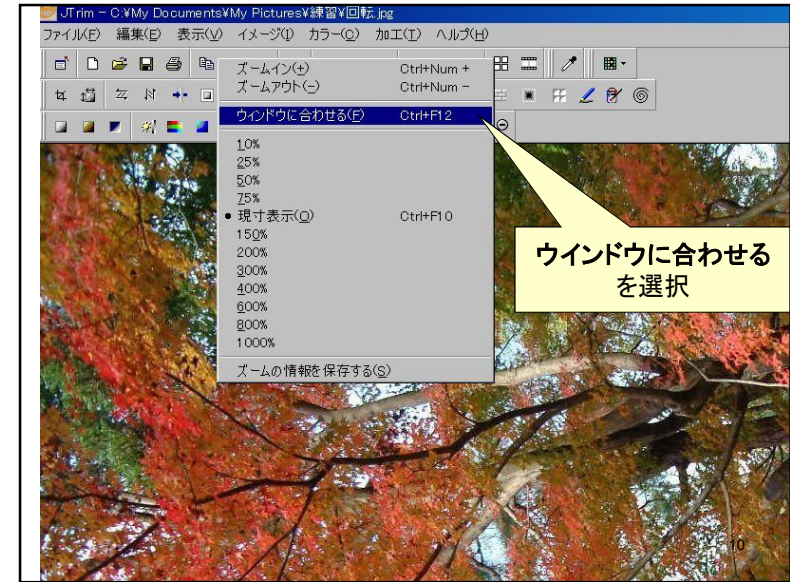 JTrim - C:¥My Documents¥My Pictures¥練習¥回転.jpg
ファイル(F) 編集(E) 表示(V) イメージ(I) カラー(C) 加工(I) ヘルプ(H)
ズームイン(+) Ctrl+Num +
ズームアウト(-) Ctrl+Num -
ウィンドウに合わせる(F) Ctrl+F12
10%
25%
50%
75%
現寸表示(O) Ctrl+F10
150%
200%
300%
400%
600%
800%
1000%
ズームの情報を保存する(S)
ウインドウに合わせる
を選択
10